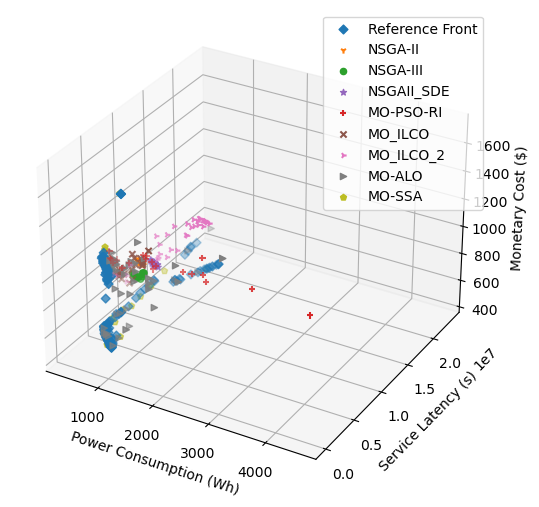 Reference Front
NSGA-II
NSGA-III
NSGAII_SDE
MO-PSO-RI
MO_ILCO
MO_ILCO_2
MO-ALO
MO-SSA
1600
1400
1200
1000
800
600
400
Monetary Cost ($)
2.0
1.5
1.0
0.5
0.0
Service Latency (s)
1e7
1000
2000
3000
4000
Power Consumption (Wh)